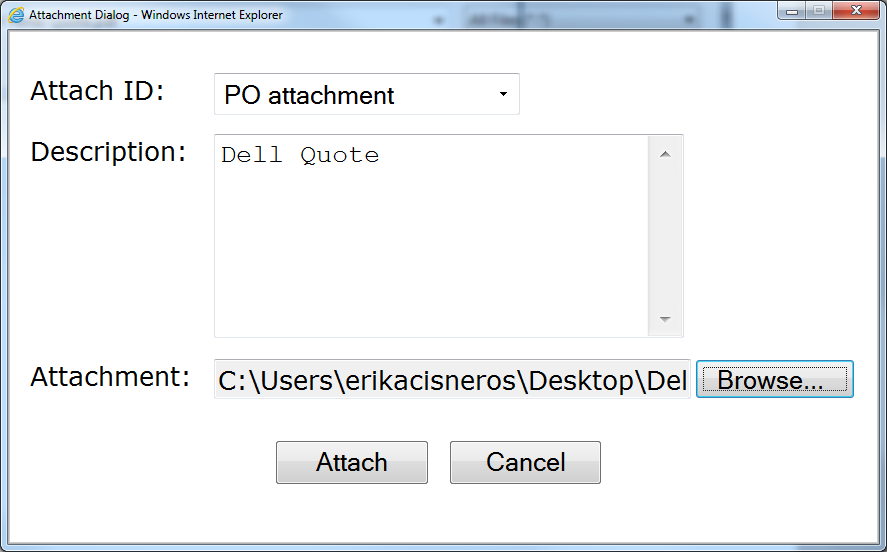 Attachment Dialog - Windows Internet Explorer
Attach ID: PO attachment
Description: Dell Quote
Attachment: C:\Users\erikacisneros\Desktop\Del Browse...
Attach Cancel